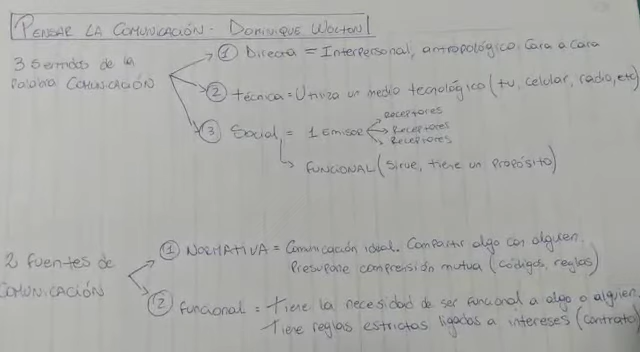 PENSAR LA COMUNICACIÓN - DOMINIQUE WOLTON
3 Sentidos de la
Palabra COMUNICACIÓN
① Directa = Interpersonal, antropológico, Cara a Cara
② Técnica = Utiliza un medio tecnológico (tv, celular, radio, etc)
③ Social = 1 Emisor
Receptores
Receptores
Receptores
FUNCIONAL (sirve, tiene un propósito)
2 Fuentes de
COMUNICACIÓN
① NORMATIVA = Comunicación ideal. Compartir algo con alguien.
Presupone comprensión mutua (códigos, reglas)
② Funcional = Tiene la necesidad de ser funcional a algo o alguien.
Tiene reglas estrictas ligados a intereses (contrato)